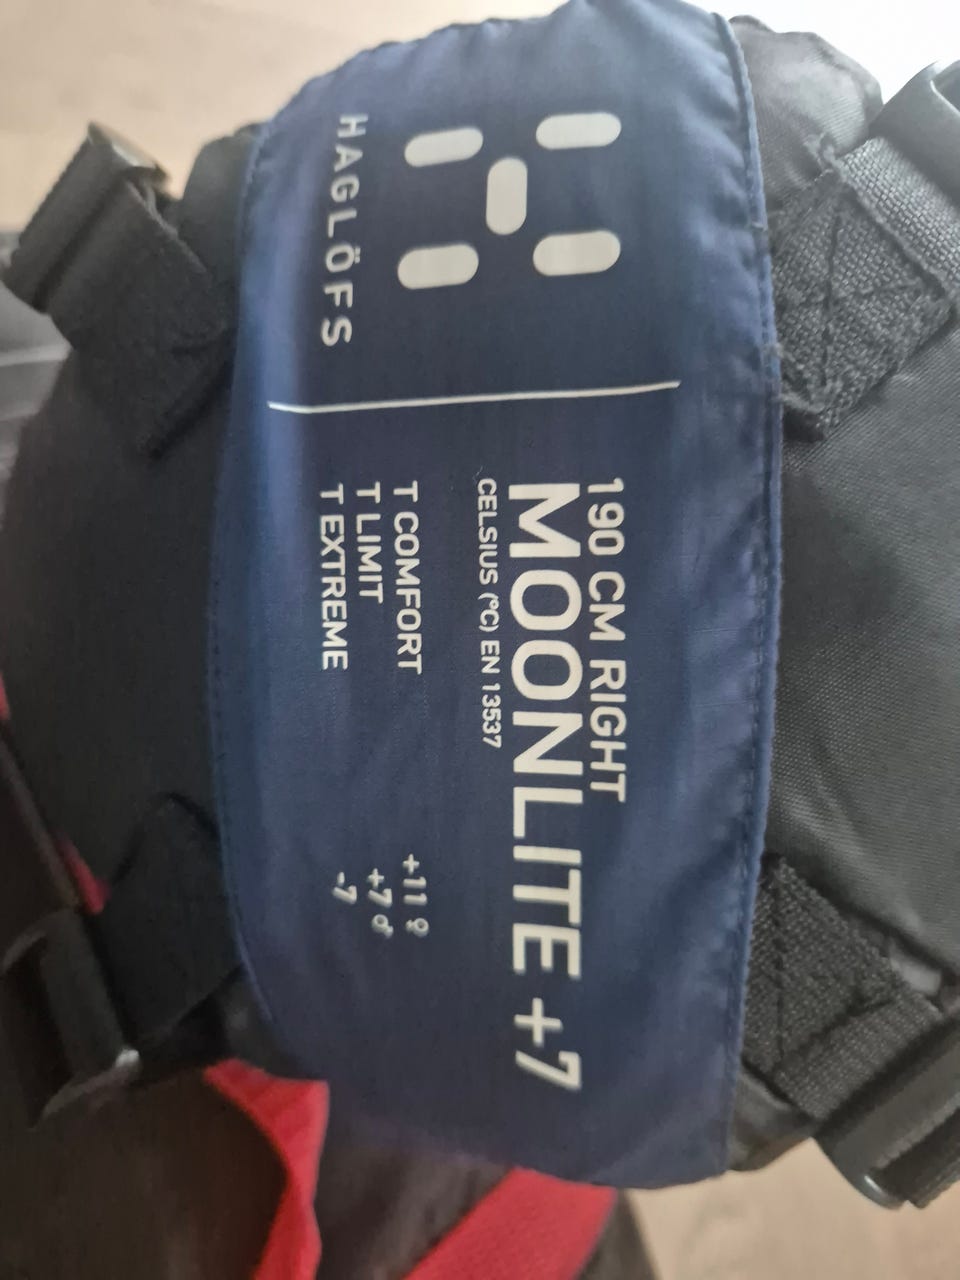 HAGLÖFS
190 CM RIGHT
MOONLITE +7
CELSIUS (°C) EN 13537
T COMFORT +11 ♀
T LIMIT +7 ♂
T EXTREME -7